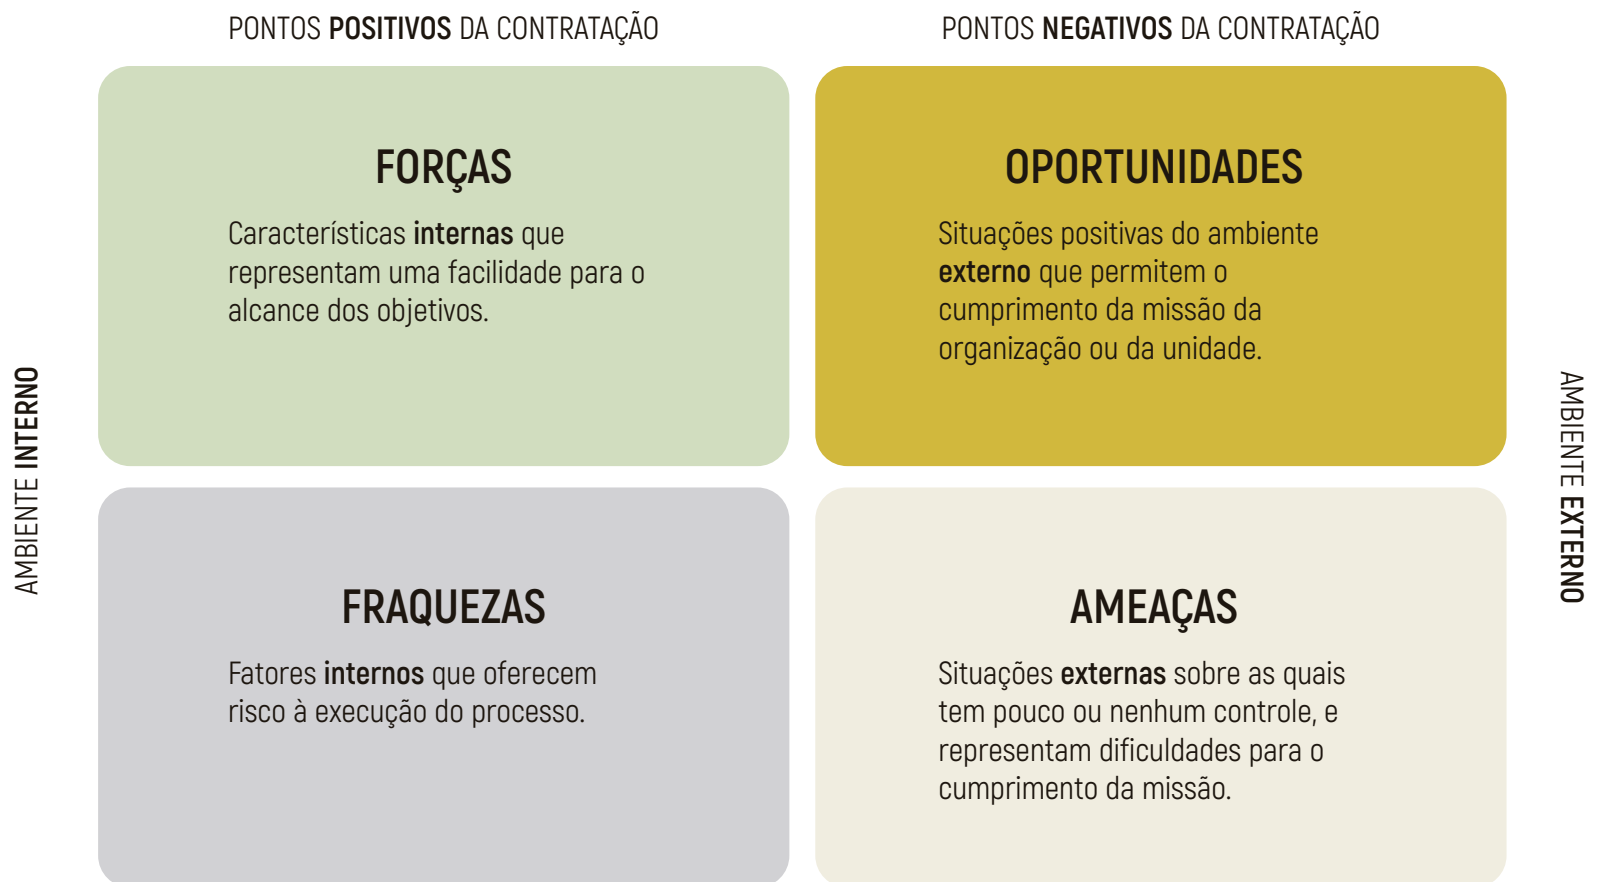 PONTOS POSITIVOS DA CONTRATAÇÃO
PONTOS NEGATIVOS DA CONTRATAÇÃO
AMBIENTE INTERNO
FORÇAS
Características internas que
representam uma facilidade para o
alcance dos objetivos.
OPORTUNIDADES
Situações positivas do ambiente
externo que permitem o
cumprimento da missão da
organização ou da unidade.
AMBIENTE EXTERNO
FRAQUEZAS
Fatores internos que oferecem
risco à execução do processo.
AMEAÇAS
Situações externas sobre as quais
tem pouco ou nenhum controle, e
representam dificuldades para o
cumprimento da missão.